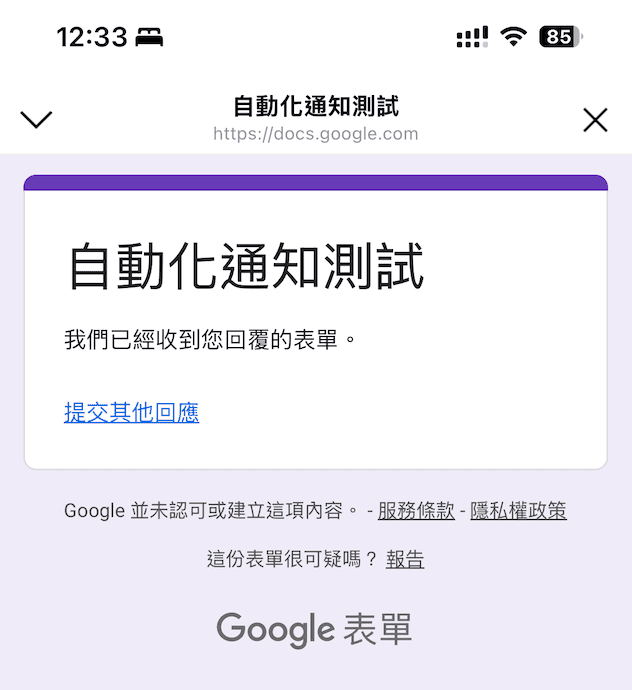 12:33
85
自動化通知測試
https://docs.google.com
自動化通知測試
我們已經收到您回覆的表單。
提交其他回應
Google 並未認可或建立這項內容。 - 服務條款 - 隱私權政策
這份表單很可疑嗎？ 報告
Google 表單